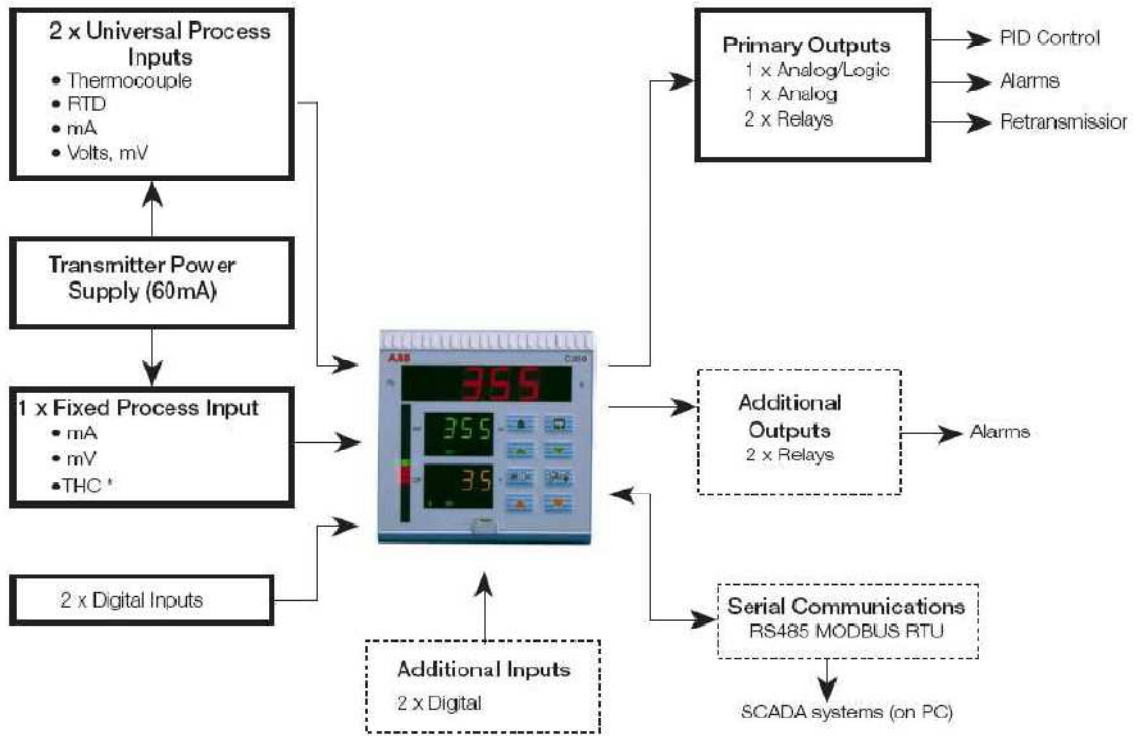 2 x Universal Process
Inputs
• Thermocouple
• RTD
• mA
• Volts, mV
Transmitter Power
Supply (60mA)
1 x Fixed Process Input
• mA
• mV
•THC *
2 x Digital Inputs
ABB
355
355
35
Additional Inputs
2 x Digital
Primary Outputs
1 x Analog/Logic
1 x Analog
2 x Relays
PID Control
Alarms
Retransmission
Additional
Outputs
2 x Relays
Alarms
Serial Communications
RS485 MODBUS RTU
SCADA systems (on PC)